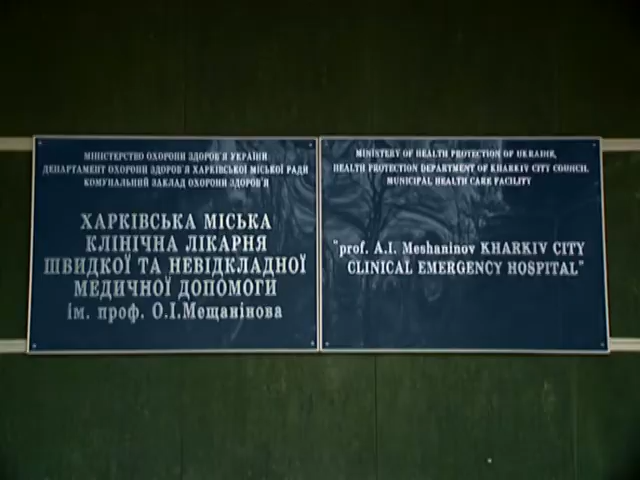 МІНІСТЕРСТВО ОХОРОНИ ЗДОРОВ'Я УКРАЇНИ
ДЕПАРТАМЕНТ ОХОРОНИ ЗДОРОВ'Я ХАРКІВСЬКОЇ МІСЬКОЇ РАДИ
КОМУНАЛЬНИЙ ЗАКЛАД ОХОРОНИ ЗДОРОВ'Я
ХАРКІВСЬКА МІСЬКА
КЛІНІЧНА ЛІКАРНЯ
ШВИДКОЇ ТА НЕВІДКЛАДНОЇ
МЕДИЧНОЇ ДОПОМОГИ
ім. проф. О.І.Мещанінова
MINISTERY OF HEALTH PROTECTION OF UKRAINE,
HEALTH PROTECTION DEPARTMENT OF KHARKIV CITY COUNCIL
MUNICIPAL HEALTH CARE FACILITY
"prof. A.I. Meshaninov KHARKIV CITY
CLINICAL EMERGENCY HOSPITAL"